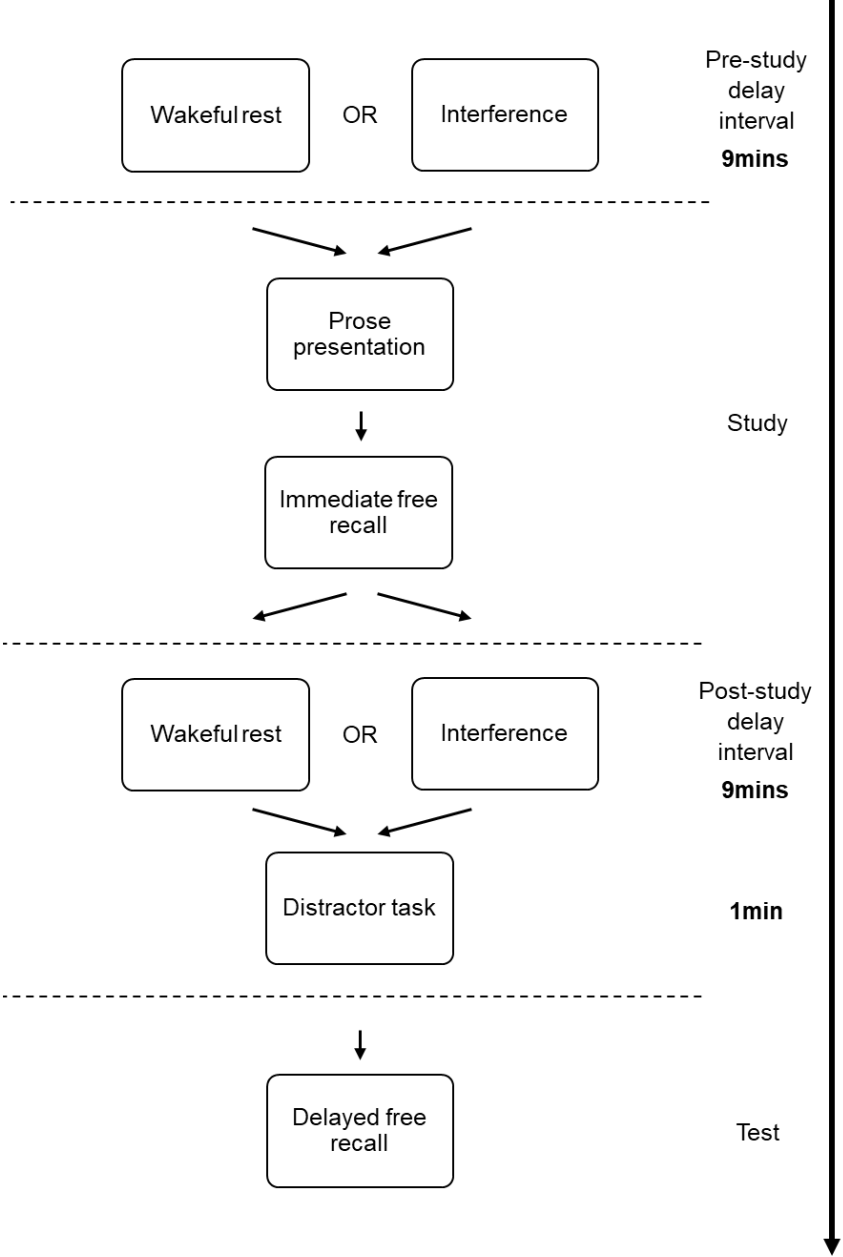 Pre-study
delay
interval
9mins
Wakeful rest
OR
Interference
Prose
presentation
Study
Immediate free
recall
Post-study
delay
interval
9mins
Wakeful rest
OR
Interference
Distractor task
1min
Delayed free
recall
Test